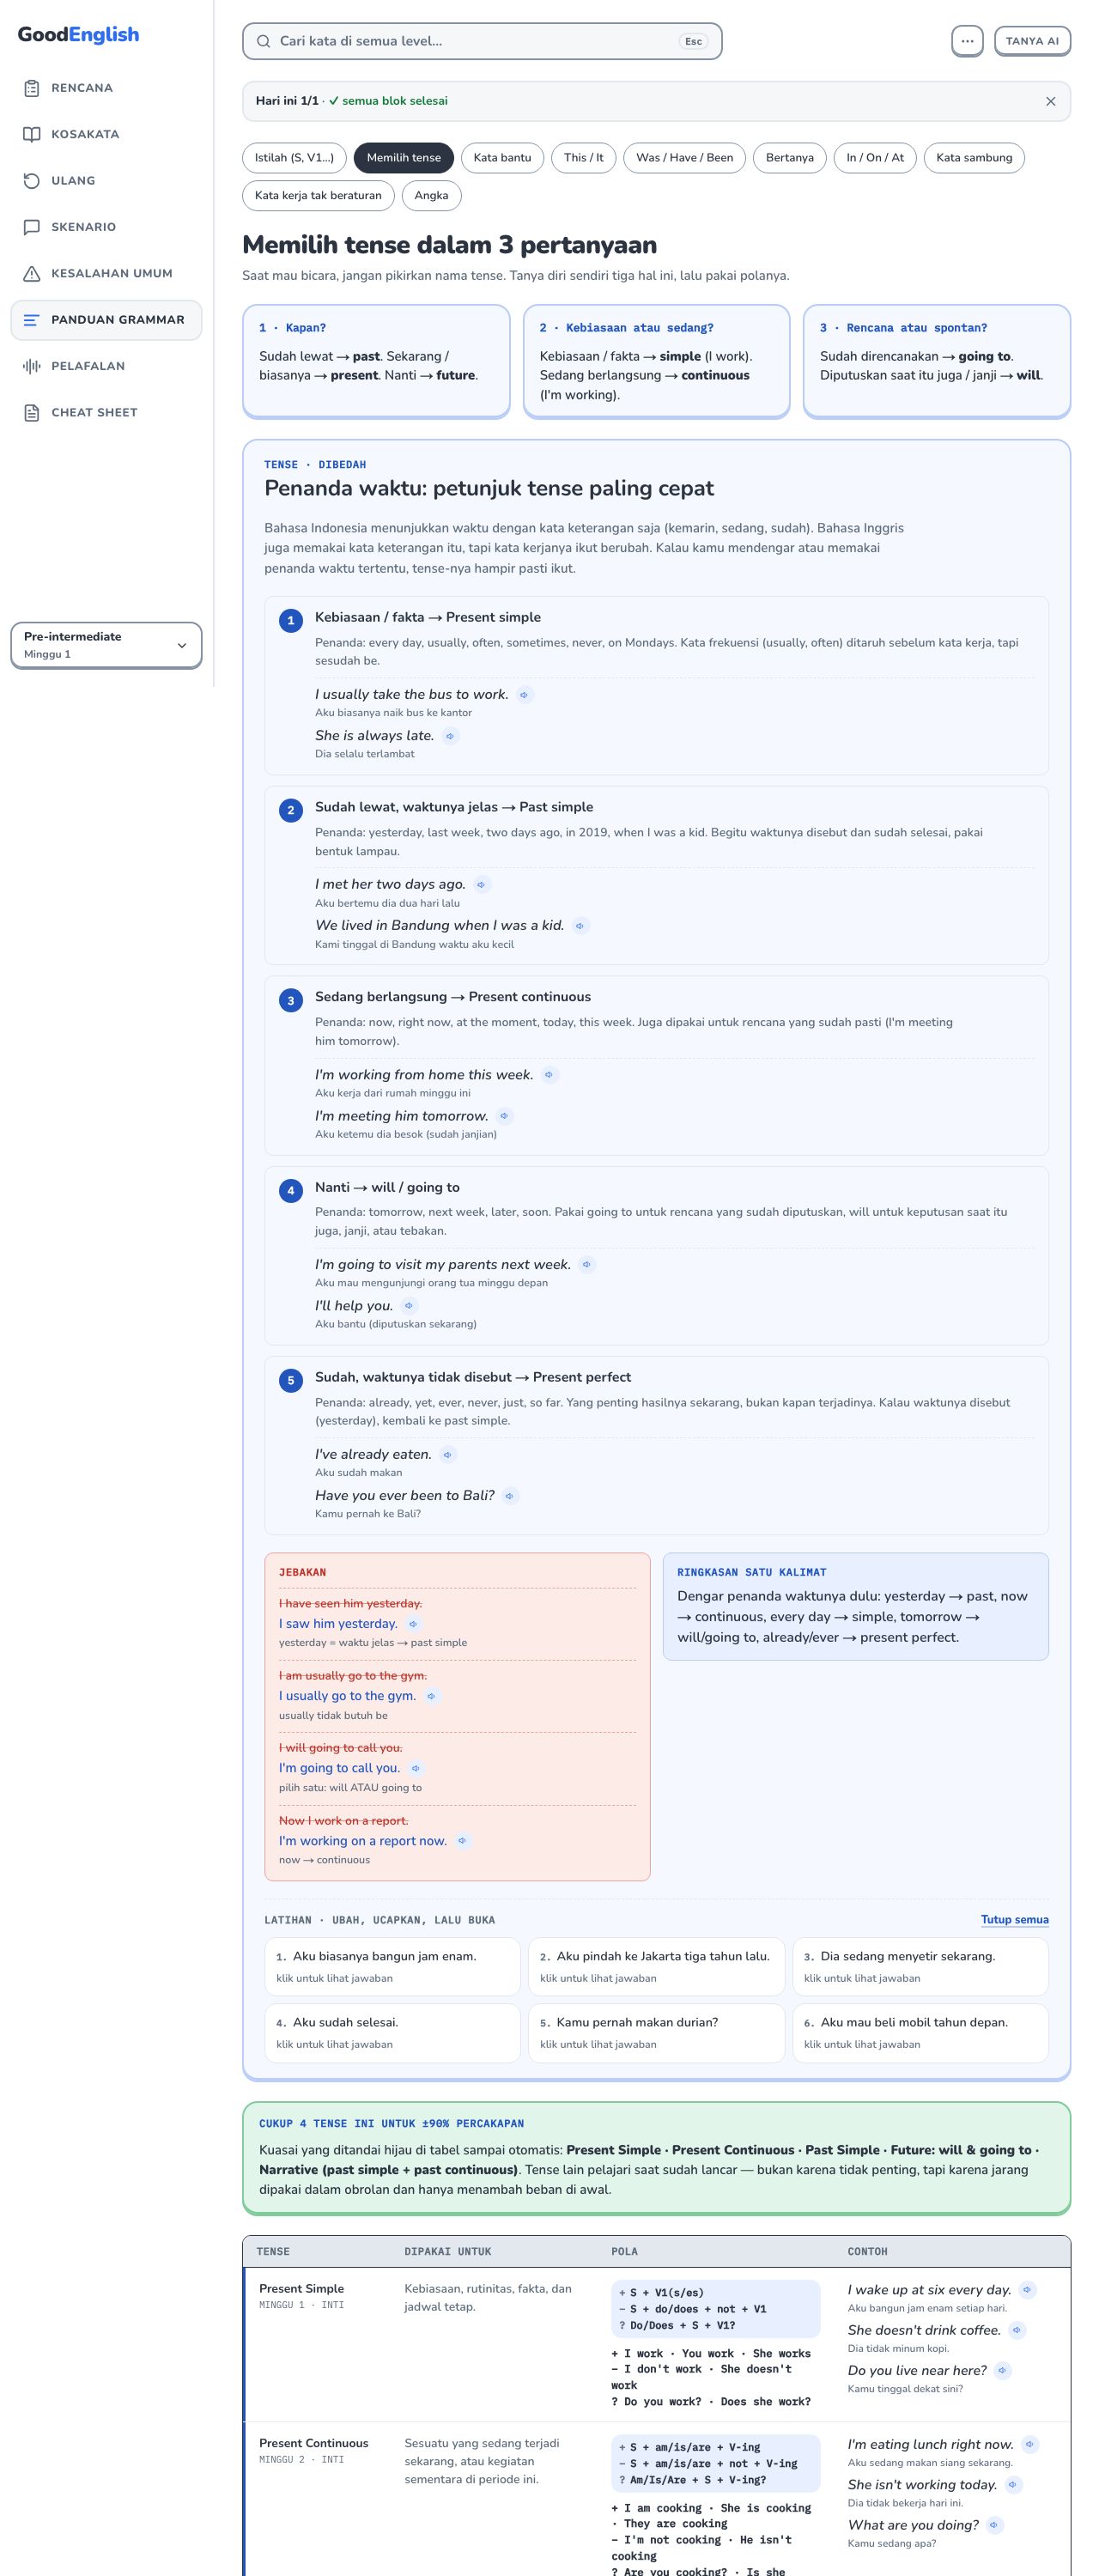 GoodEnglish
RENCANA
KOSAKATA
ULANG
SKENARIO
KESALAHAN UMUM
PANDUAN GRAMMAR
PELAFALAN
CHEAT SHEET
Pre-intermediate
Minggu 1
Cari kata di semua level...
Esc
TANYA AI
Hari ini 1/1 · ✓ semua blok selesai
Istilah (S, V1...)
Memilih tense
Kata bantu
This / It
Was / Have / Been
Bertanya
In / On / At
Kata sambung
Kata kerja tak beraturan
Angka
Memilih tense dalam 3 pertanyaan
Saat mau bicara, jangan pikirkan nama tense. Tanya diri sendiri tiga hal ini, lalu pakai polanya.
1 · Kapan?
Sudah lewat → past. Sekarang /
biasanya → present. Nanti → future.
2 · Kebiasaan atau sedang?
Kebiasaan / fakta → simple (I work).
Sedang berlangsung → continuous
(I'm working).
3 · Rencana atau spontan?
Sudah direncanakan → going to.
Diputuskan saat itu juga / janji → will.
TENSE · DIBEDAH
Penanda waktu: petunjuk tense paling cepat
Bahasa Indonesia menunjukkan waktu dengan kata keterangan saja (kemarin, sedang, sudah). Bahasa Inggris
juga memakai kata keterangan itu, tapi kata kerjanya ikut berubah. Kalau kamu mendengar atau memakai
penanda waktu tertentu, tense-nya hampir pasti ikut.
1
Kebiasaan / fakta → Present simple
Penanda: every day, usually, often, sometimes, never, on Mondays. Kata frekuensi (usually, often) ditaruh sebelum kata kerja, tapi
sesudah be.
I usually take the bus to work.
Aku biasanya naik bus ke kantor
She is always late.
Dia selalu terlambat
2
Sudah lewat, waktunya jelas → Past simple
Penanda: yesterday, last week, two days ago, in 2019, when I was a kid. Begitu waktunya disebut dan sudah selesai, pakai
bentuk lampau.
I met her two days ago.
Aku bertemu dia dua hari lalu
We lived in Bandung when I was a kid.
Kami tinggal di Bandung waktu aku kecil
3
Sedang berlangsung → Present continuous
Penanda: now, right now, at the moment, today, this week. Juga dipakai untuk rencana yang sudah pasti (I'm meeting
him tomorrow).
I'm working from home this week.
Aku kerja dari rumah minggu ini
I'm meeting him tomorrow.
Aku ketemu dia besok (sudah janjian)
4
Nanti → will / going to
Penanda: tomorrow, next week, later, soon. Pakai going to untuk rencana yang sudah diputuskan, will untuk keputusan saat itu
juga, janji, atau tebakan.
I'm going to visit my parents next week.
Aku mau mengunjungi orang tua minggu depan
I'll help you.
Aku bantu (diputuskan sekarang)
5
Sudah, waktunya tidak disebut → Present perfect
Penanda: already, yet, ever, never, just, so far. Yang penting hasilnya sekarang, bukan kapan terjadinya. Kalau waktunya disebut
(yesterday), kembali ke past simple.
I've already eaten.
Aku sudah makan
Have you ever been to Bali?
Kamu pernah ke Bali?
JEBAKAN
I have seen him yesterday.
I saw him yesterday.
yesterday = waktu jelas → past simple
I am usually go to the gym.
I usually go to the gym.
usually tidak butuh be
I will going to call you.
I'm going to call you.
pilih satu: will ATAU going to
Now I work on a report.
I'm working on a report now.
now → continuous
RINGKASAN SATU KALIMAT
Dengar penanda waktunya dulu: yesterday → past, now
→ continuous, every day → simple, tomorrow →
will/going to, already/ever → present perfect.
LATIHAN · UBAH, UCAPKAN, LALU BUKA
Tutup semua
1. Aku biasanya bangun jam enam.
klik untuk lihat jawaban
2. Aku pindah ke Jakarta tiga tahun lalu.
klik untuk lihat jawaban
3. Dia sedang menyetir sekarang.
klik untuk lihat jawaban
4. Aku sudah selesai.
klik untuk lihat jawaban
5. Kamu pernah makan durian?
klik untuk lihat jawaban
6. Aku mau beli mobil tahun depan.
klik untuk lihat jawaban
CUKUP 4 TENSE INI UNTUK ±90% PERCAKAPAN
Kuasai yang ditandai hijau di tabel sampai otomatis: Present Simple · Present Continuous · Past Simple · Future: will & going to ·
Narrative (past simple + past continuous). Tense lain pelajari saat sudah lancar — bukan karena tidak penting, tapi karena jarang
dipakai dalam obrolan dan hanya menambah beban di awal.
TENSE
DIPAKAI UNTUK
POLA
CONTOH
Present Simple
MINGGU 1 · INTI
Kebiasaan, rutinitas, fakta, dan
jadwal tetap.
+ S + V1(s/es)
− S + do/does + not + V1
? Do/Does + S + V1?
+ I work · You work · She works
− I don't work · She doesn't
work
? Do you work? · Does she work?
I wake up at six every day.
Aku bangun jam enam setiap hari.
She doesn't drink coffee.
Dia tidak minum kopi.
Do you live near here?
Kamu tinggal dekat sini?
Present Continuous
MINGGU 2 · INTI
Sesuatu yang sedang terjadi
sekarang, atau kegiatan
sementara di periode ini.
+ S + am/is/are + V-ing
− S + am/is/are + not + V-ing
? Am/Is/Are + S + V-ing?
+ I am cooking · She is cooking
· They are cooking
− I'm not cooking · He isn't
cooking
? Are you cooking? · Is she
I'm eating lunch right now.
Aku sedang makan siang sekarang.
She isn't working today.
Dia tidak bekerja hari ini.
What are you doing?
Kamu sedang apa?